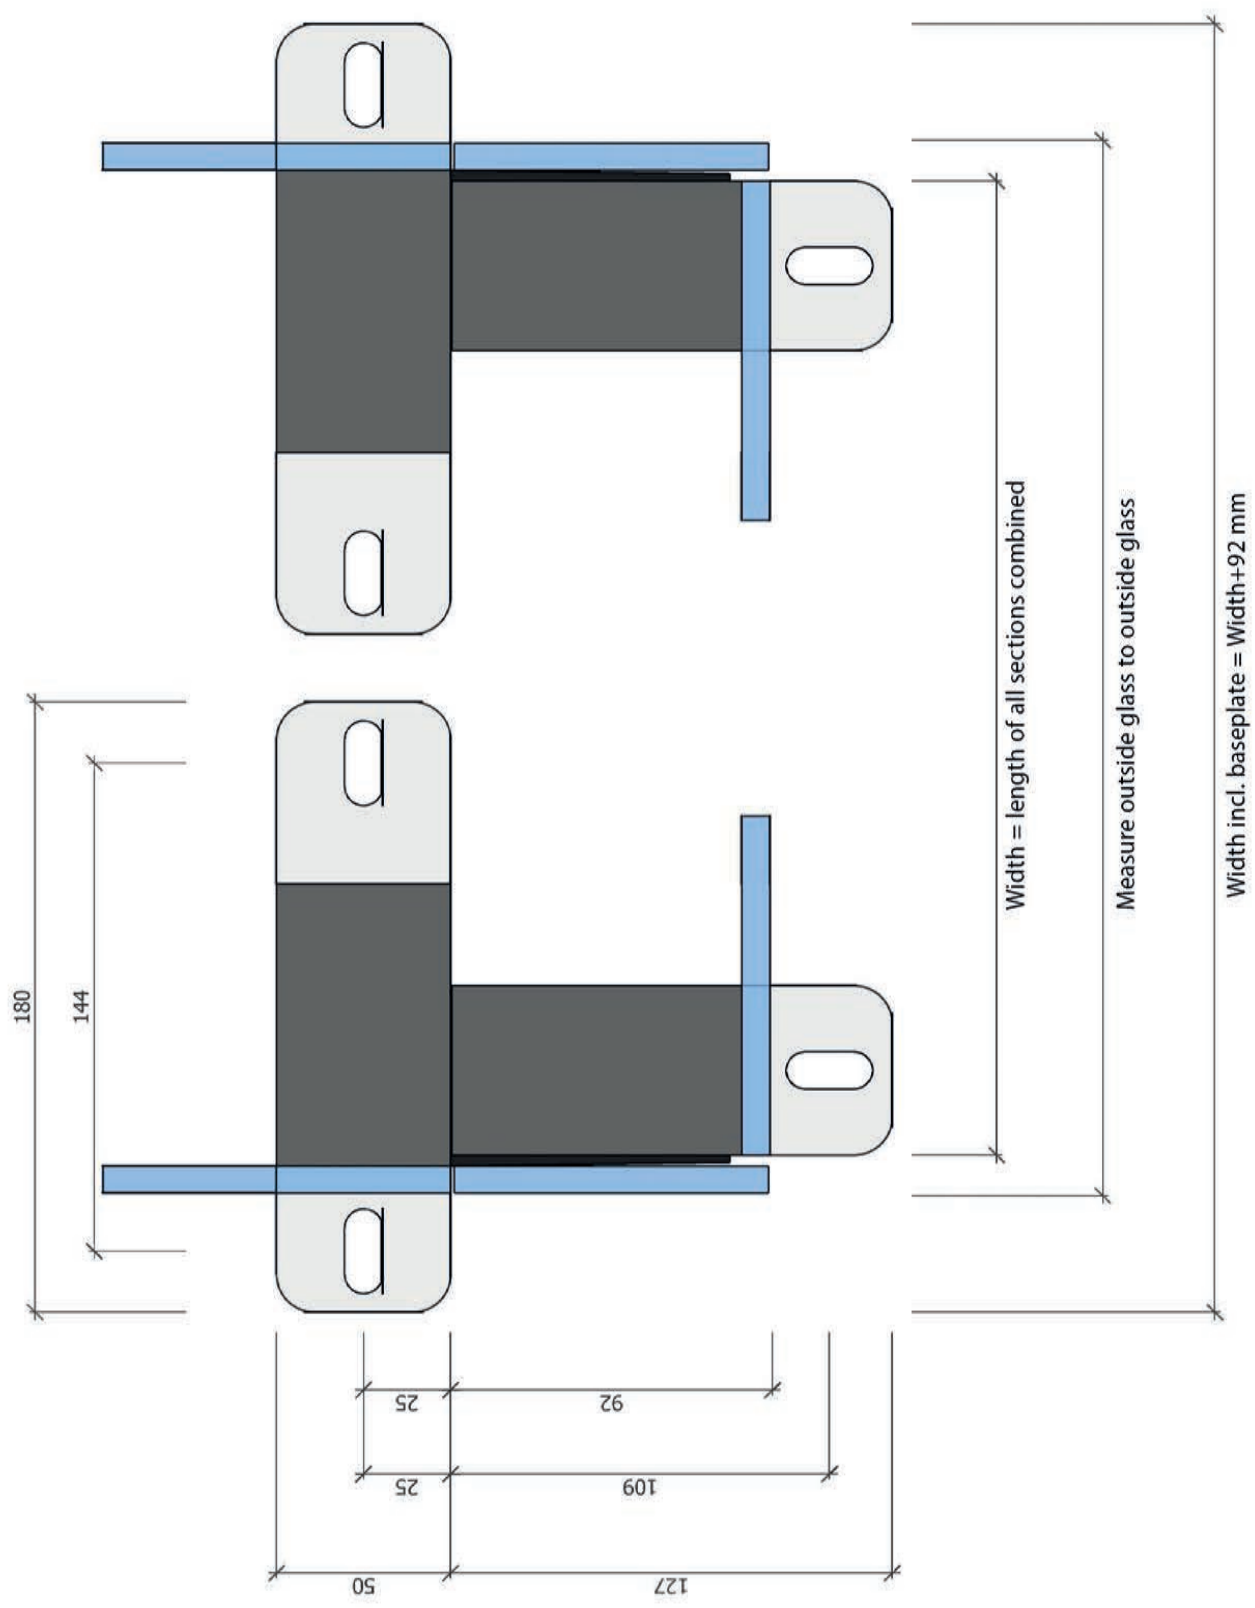 180
144
Width = length of all sections combined
Measure outside glass to outside glass
Width incl. baseplate = Width+92 mm
25
92
25
109
50
127